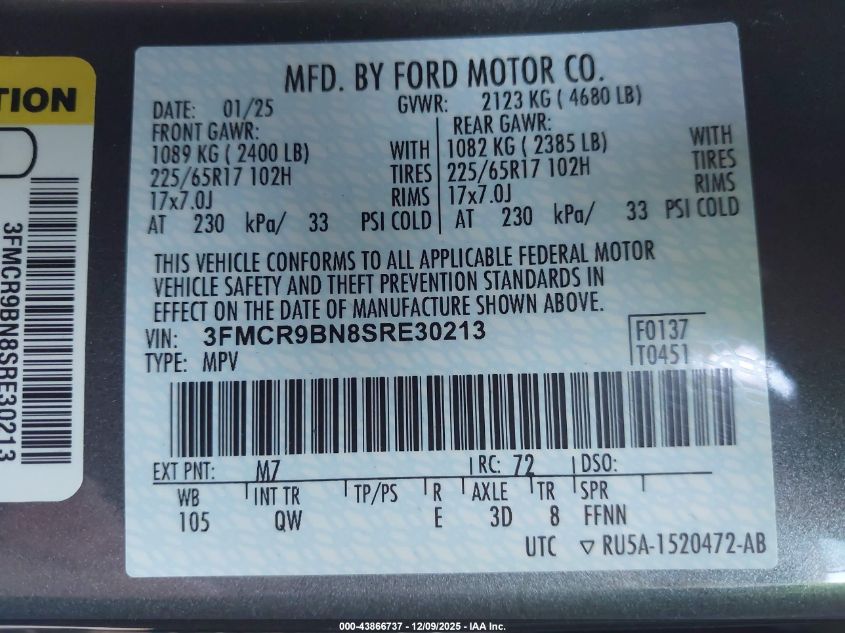 TION
3FMCR9BN8SRE30213
MFD. BY FORD MOTOR CO.
DATE: 01/25 GVWR: 2123 KG ( 4680 LB)
FRONT GAWR: REAR GAWR:
1089 KG ( 2400 LB) WITH 1082 KG ( 2385 LB) WITH
225/65R17 102H TIRES 225/65R17 102H TIRES
17x7.0J RIMS 17x7.0J RIMS
AT 230 kPa/ 33 PSI COLD AT 230 kPa/ 33 PSI COLD
THIS VEHICLE CONFORMS TO ALL APPLICABLE FEDERAL MOTOR
VEHICLE SAFETY AND THEFT PREVENTION STANDARDS IN
EFFECT ON THE DATE OF MANUFACTURE SHOWN ABOVE.
VIN: 3FMCR9BN8SRE30213 F0137
TYPE: MPV T0451
EXT PNT: M7 RC: 72 DSO:
WB INT TR TP/PS R AXLE TR SPR
105 QW E 3D 8 FFNN
UTC ▽ RU5A-1520472-AB
000-43866737 - 12/09/2025 - IAA Inc.